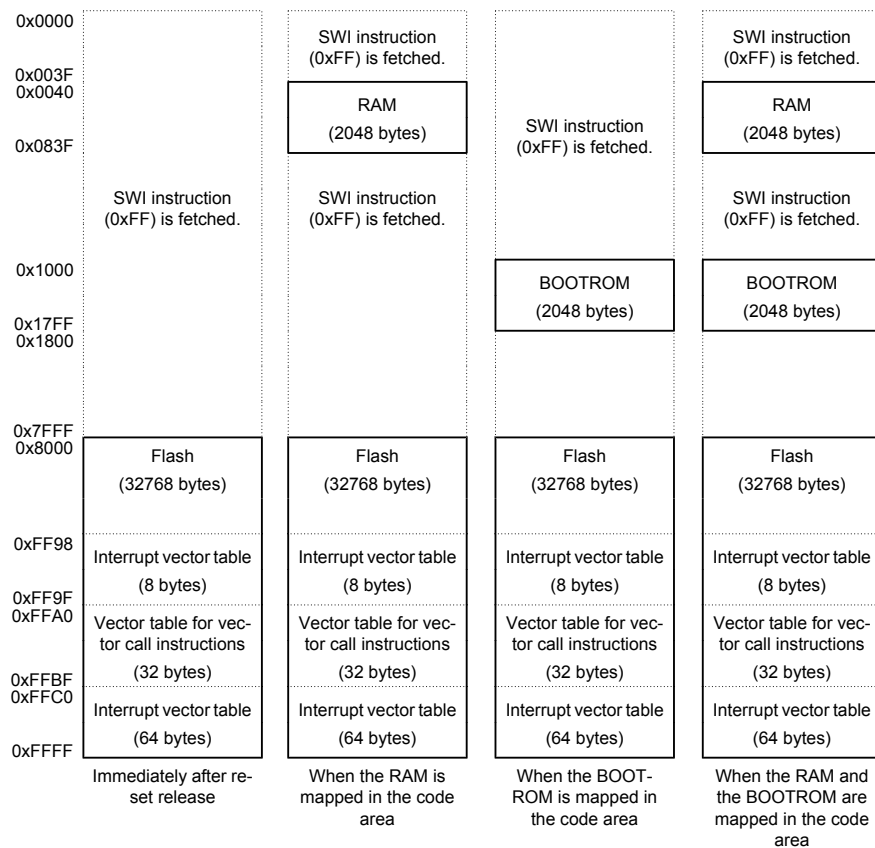 0x0000
0x003F
0x0040
0x083F
0x1000
0x17FF
0x1800
0x7FFF
0x8000
0xFF98
0xFF9F
0xFFA0
0xFFBF
0xFFC0
0xFFFF
SWI instruction
(0xFF) is fetched.
Flash
(32768 bytes)
Interrupt vector table
(8 bytes)
Vector table for vec-
tor call instructions
(32 bytes)
Interrupt vector table
(64 bytes)
Immediately after re-
set release
SWI instruction
(0xFF) is fetched.
RAM
(2048 bytes)
SWI instruction
(0xFF) is fetched.
Flash
(32768 bytes)
Interrupt vector table
(8 bytes)
Vector table for vec-
tor call instructions
(32 bytes)
Interrupt vector table
(64 bytes)
When the RAM is
mapped in the code
area
SWI instruction
(0xFF) is fetched.
BOOTROM
(2048 bytes)
Flash
(32768 bytes)
Interrupt vector table
(8 bytes)
Vector table for vec-
tor call instructions
(32 bytes)
Interrupt vector table
(64 bytes)
When the BOOT-
ROM is mapped in
the code area
SWI instruction
(0xFF) is fetched.
RAM
(2048 bytes)
SWI instruction
(0xFF) is fetched.
BOOTROM
(2048 bytes)
Flash
(32768 bytes)
Interrupt vector table
(8 bytes)
Vector table for vec-
tor call instructions
(32 bytes)
Interrupt vector table
(64 bytes)
When the RAM and
the BOOTROM are
mapped in the code
area